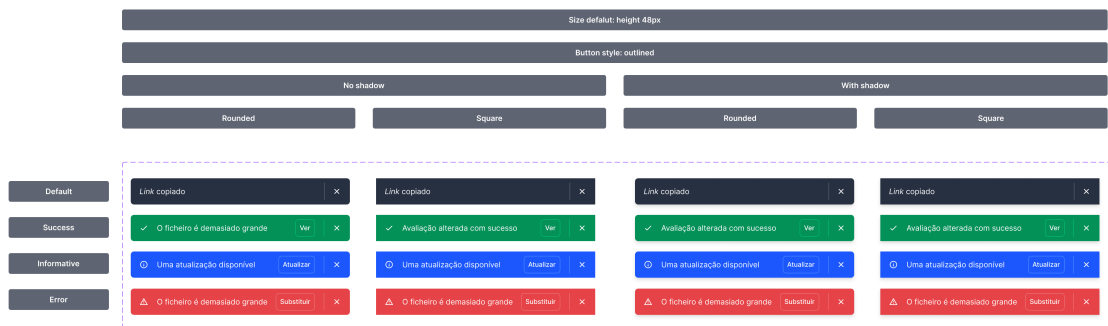 Size defalut: height 48px
Button style: outlined
No shadow
With shadow
Rounded
Square
Rounded
Square
Default
Link copiado
Link copiado
Link copiado
Link copiado
Success
O ficheiro é demasiado grande Ver
Avaliação alterada com sucesso Ver
Avaliação alterada com sucesso Ver
Avaliação alterada com sucesso Ver
Informative
Uma atualização disponível Atualizar
Uma atualização disponível Atualizar
Uma atualização disponível Atualizar
Uma atualização disponível Atualizar
Error
O ficheiro é demasiado grande Substituir
O ficheiro é demasiado grande Substituir
O ficheiro é demasiado grande Substituir
O ficheiro é demasiado grande Substituir